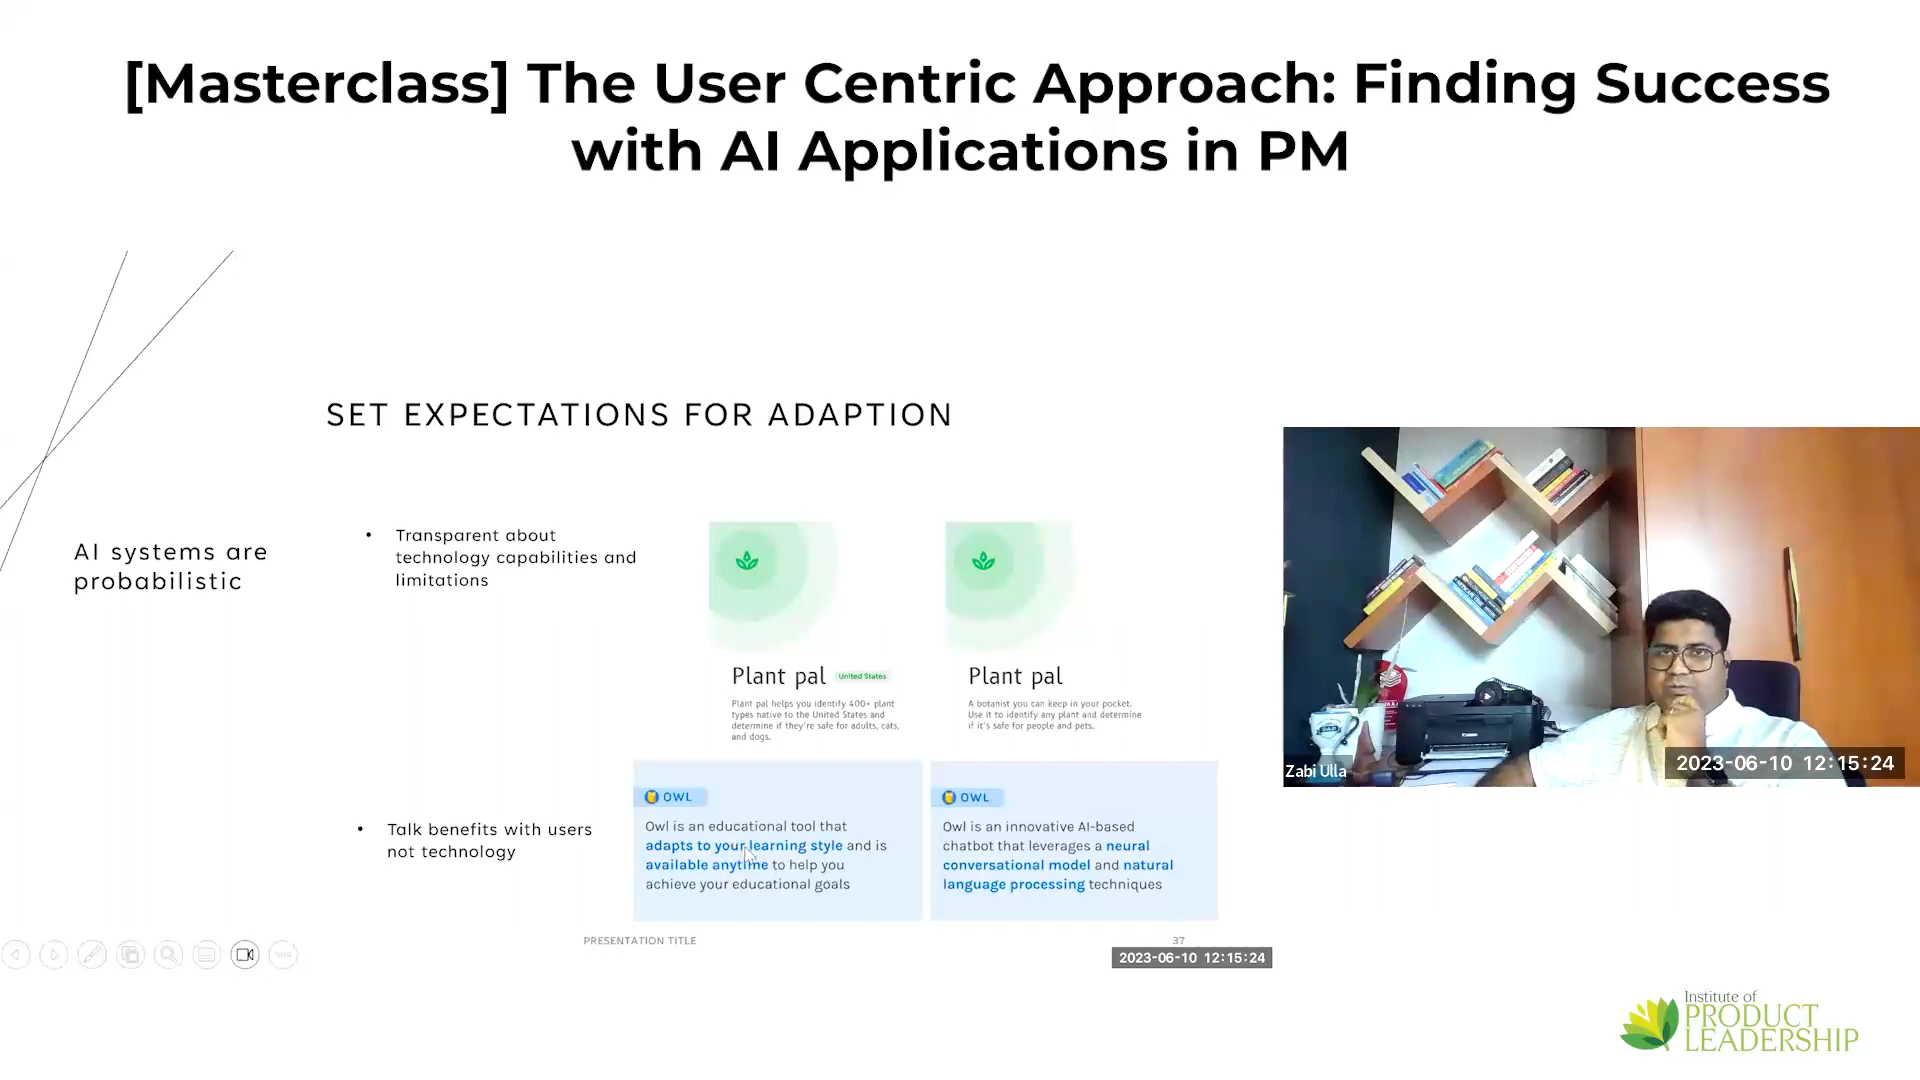 [Masterclass] The User Centric Approach: Finding Success
with AI Applications in PM
SET EXPECTATIONS FOR ADAPTION
AI systems are
probabilistic
• Transparent about
technology capabilities and
limitations
Plant pal United States
Plant pal helps you identify 400+ plant
types native to the United States and
determine if they're safe for adults, cats,
and dogs.
Plant pal
A botanist you can keep in your pocket.
Use it to identify any plant and determine
if it's safe for people and pets.
• Talk benefits with users
not technology
OWL
Owl is an educational tool that
adapts to your learning style and is
available anytime to help you
achieve your educational goals
OWL
Owl is an innovative AI-based
chatbot that leverages a neural
conversational model and natural
language processing techniques
PRESENTATION TITLE
37
2023-06-10 12:15:24
Zabi Ulla
2023-06-10 12:15:24
Institute of
PRODUCT
LEADERSHIP